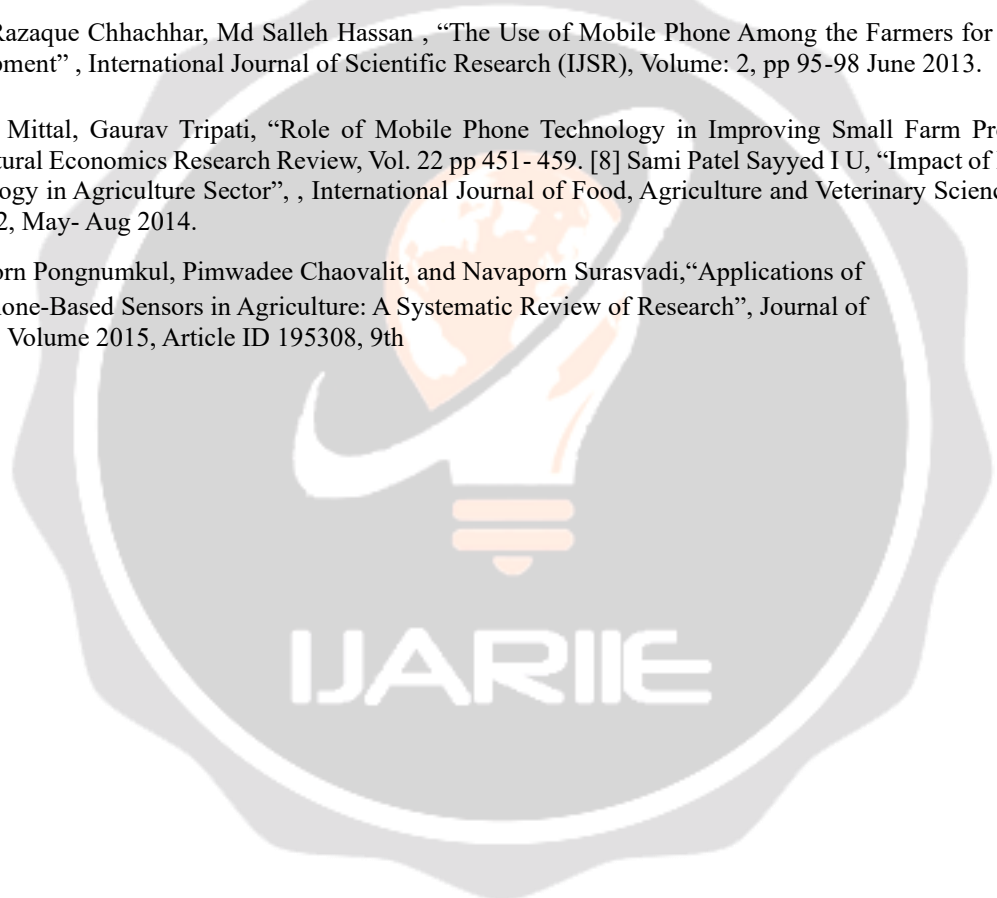 Razaque Chhachhar, Md Salleh Hassan , “The Use of Mobile Phone Among the Farmers for
pment” , International Journal of Scientific Research (IJSR), Volume: 2, pp 95-98 June 2013.
Mittal, Gaurav Tripati, “Role of Mobile Phone Technology in Improving Small Farm Pr
tural Economics Research Review, Vol. 22 pp 451- 459. [8] Sami Patel Sayyed I U, “Impact of
ogy in Agriculture Sector”, , International Journal of Food, Agriculture and Veterinary Scienc
2, May- Aug 2014.
orn Pongnumkul, Pimwadee Chaovalit, and Navaporn Surasvadi,“Applications of
one-Based Sensors in Agriculture: A Systematic Review of Research”, Journal of
Volume 2015, Article ID 195308, 9th
IJARIIE